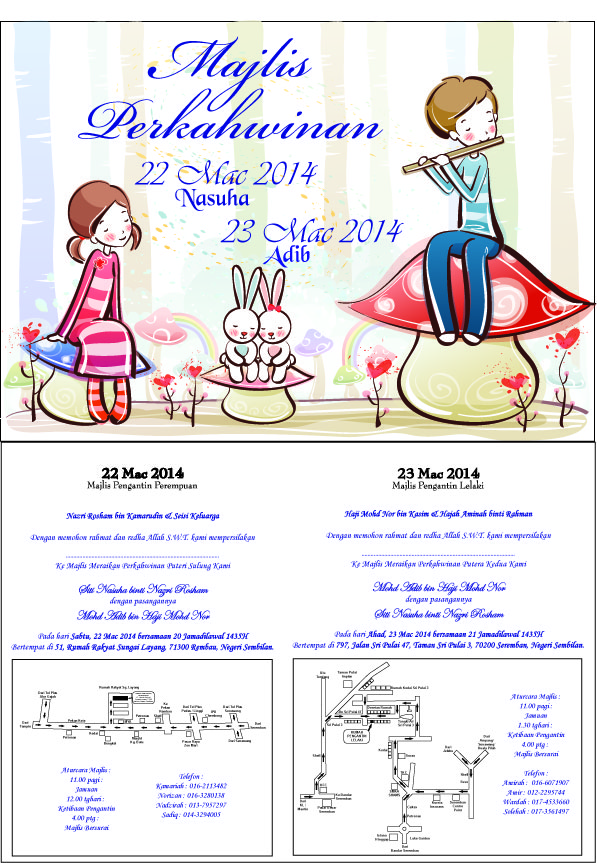 Majlis
Perkahwinan
22 Mac 2014
Nasuha
23 Mac 2014
Adib
22 Mac 2014
Majlis Pengantin Perempuan
Nazri Rosham bin Kamarudin & Seisi Keluarga
Dengan memohon rahmat dan redha Allah S.W.T. kami mempersilakan
Ke Majlis Meraikan Perkahwinan Puteri Sulung Kami
Siti Nasuha binti Nazri Rosham
dengan pasangannya
Mohd Adib bin Haji Mohd Nor
Pada hari Sabtu, 22 Mac 2014 bersamaan 20 Jamadilawal 1435H
Bertempat di 51, Rumah Rakyat Sungai Layang, 71300 Rembau, Negeri Sembilan.
Rumah Rakyat Sg. Layang
Aturcara Majlis :
11.00 pagi :
Jamuan
12.00 tghari :
Ketibaan Pengantin
4.00 ptg :
Majlis Bersurai
Telefon :
Kamariah : 016-2113482
Norizan : 016-3280138
Nadzirah : 013-7957297
Sadiq : 014-3294005
23 Mac 2014
Majlis Pengantin Lelaki
Haji Mohd Nor bin Kasim & Hajah Aminah binti Rahman
Dengan memohon rahmat dan redha Allah S.W.T. kami mempersilakan
Ke Majlis Meraikan Perkahwinan Putera Kedua Kami
Mohd Adib bin Haji Mohd Nor
dengan pasangannya
Siti Nasuha binti Nazri Rosham
Pada hari Ahad, 23 Mac 2014 bersamaan 21 Jamadilawal 1435H
Bertempat di 797, Jalan Sri Pulai 47, Taman Sri Pulai 3, 70200 Seremban, Negeri Sembilan.
RUMAH
PENGANTIN
LELAKI
Aturcara Majlis :
11.00 pagi :
Jamuan
1.30 tghari :
Ketibaan Pengantin
4.00 ptg :
Majlis Bersurai
Telefon :
Amirah : 016-6071907
Amir : 012-2295744
Wardah : 017-4533660
Solehah : 017-3561497